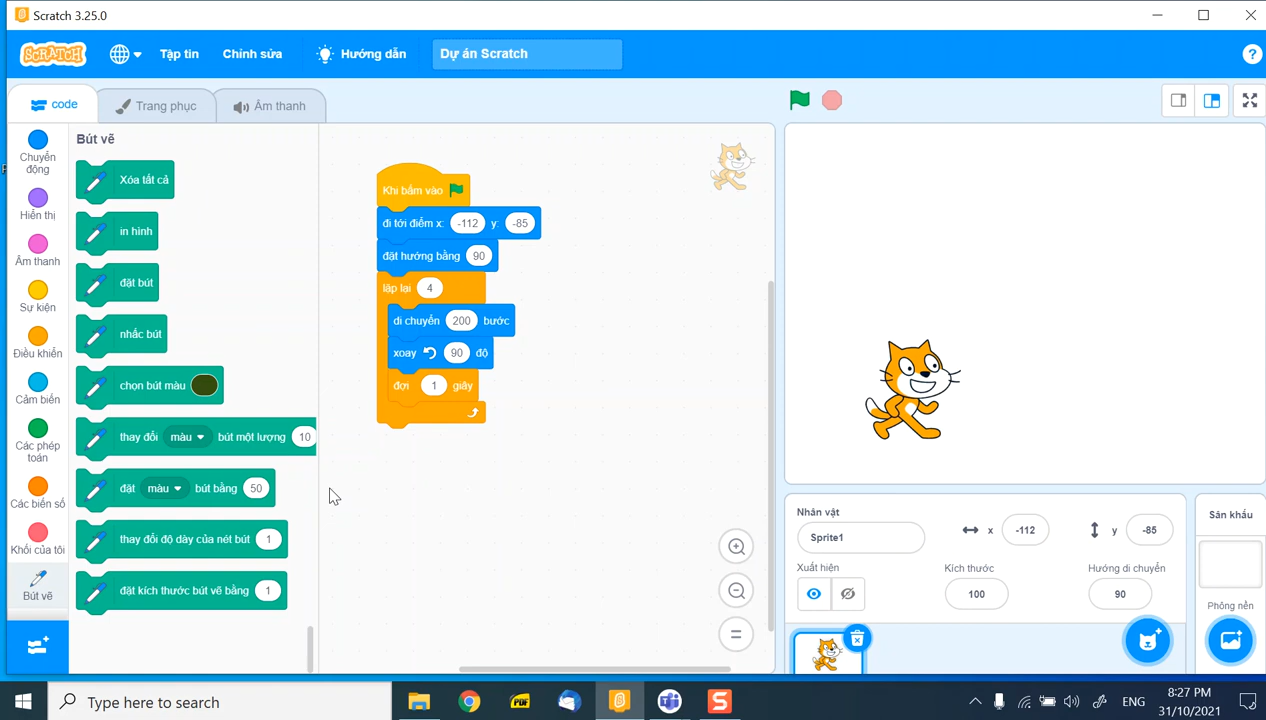 Scratch 3.25.0
SCRATCH
Tập tin
Chỉnh sửa
Hướng dẫn
Dự án Scratch
?
code
Trang phục
Âm thanh
Chuyển động
Hiển thị
Âm thanh
Sự kiện
Điều khiển
Cảm biến
Các phép toán
Các biến số
Khối của tôi
Bút vẽ
Bút vẽ
Xóa tất cả
in hình
đặt bút
nhấc bút
chọn bút màu
thay đổi màu bút một lượng 10
đặt màu bút bằng 50
thay đổi độ dày của nét bút 1
đặt kích thước bút vẽ bằng 1
Khi bấm vào
đi tới điểm x: -112 y: -85
đặt hướng bằng 90
lặp lại 4
di chuyển 200 bước
xoay 90 độ
đợi 1 giây
Nhân vật
Sprite1
x -112
y -85
Xuất hiện
Kích thước
100
Hướng di chuyển
90
Sân khấu
Phông nền
Type here to search
PDF
ENG
8:27 PM
31/10/2021